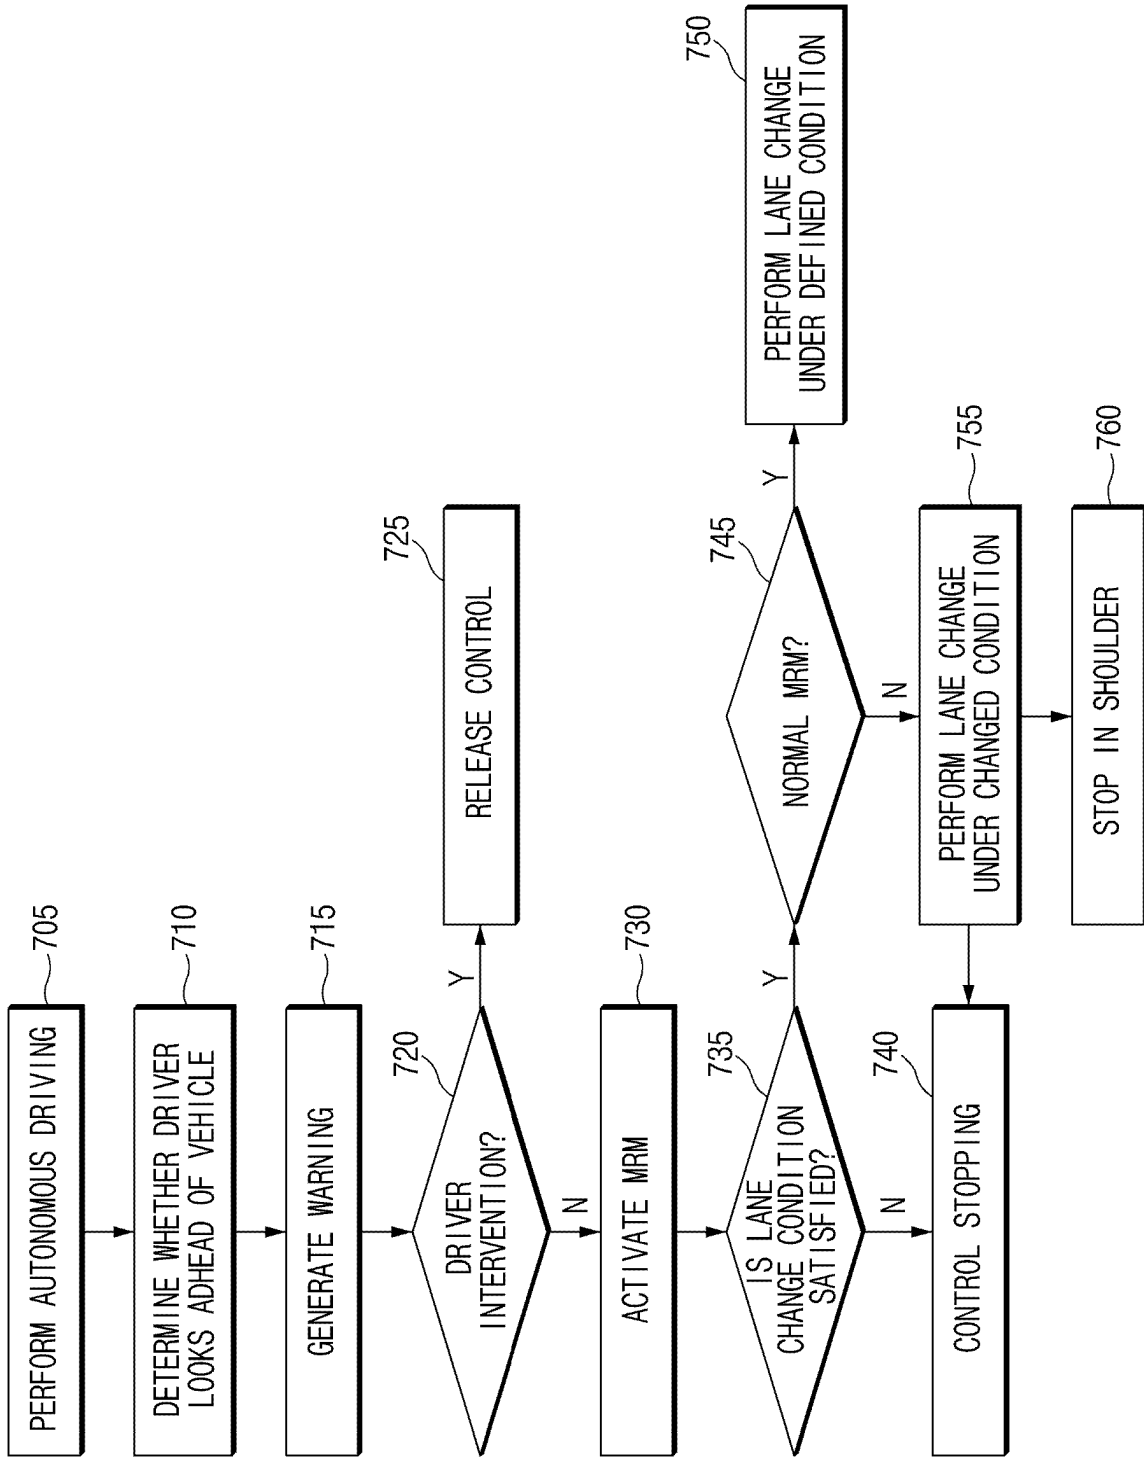 PERFORM AUTONOMOUS DRIVING
705
DETERMINE WHETHER DRIVER
LOOKS ADHEAD OF VEHICLE
710
GENERATE WARNING
715
DRIVER
INTERVENTION?
720
Y
RELEASE CONTROL
725
N
ACTIVATE MRM
730
IS LANE
CHANGE CONDITION
SATISFIED?
735
Y
NORMAL MRM?
745
Y
PERFORM LANE CHANGE
UNDER DEFINED CONDITION
750
N
CONTROL STOPPING
740
N
PERFORM LANE CHANGE
UNDER CHANGED CONDITION
755
STOP IN SHOULDER
760